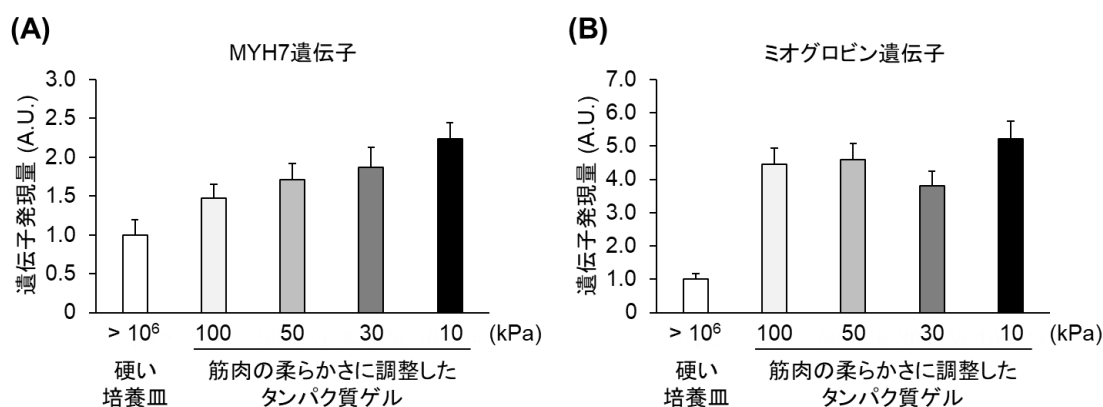 (A)
MYH7遺伝子
遺伝子発現量 (A.U.)
3.0
2.5
2.0
1.5
1.0
0.5
0
> 10⁶ 100 50 30 10 (kPa)
硬い
培養皿
筋肉の柔らかさに調整した
タンパク質ゲル
(B)
ミオグロビン遺伝子
遺伝子発現量 (A.U.)
7.0
6.0
5.0
4.0
3.0
2.0
1.0
0
> 10⁶ 100 50 30 10 (kPa)
硬い
培養皿
筋肉の柔らかさに調整した
タンパク質ゲル